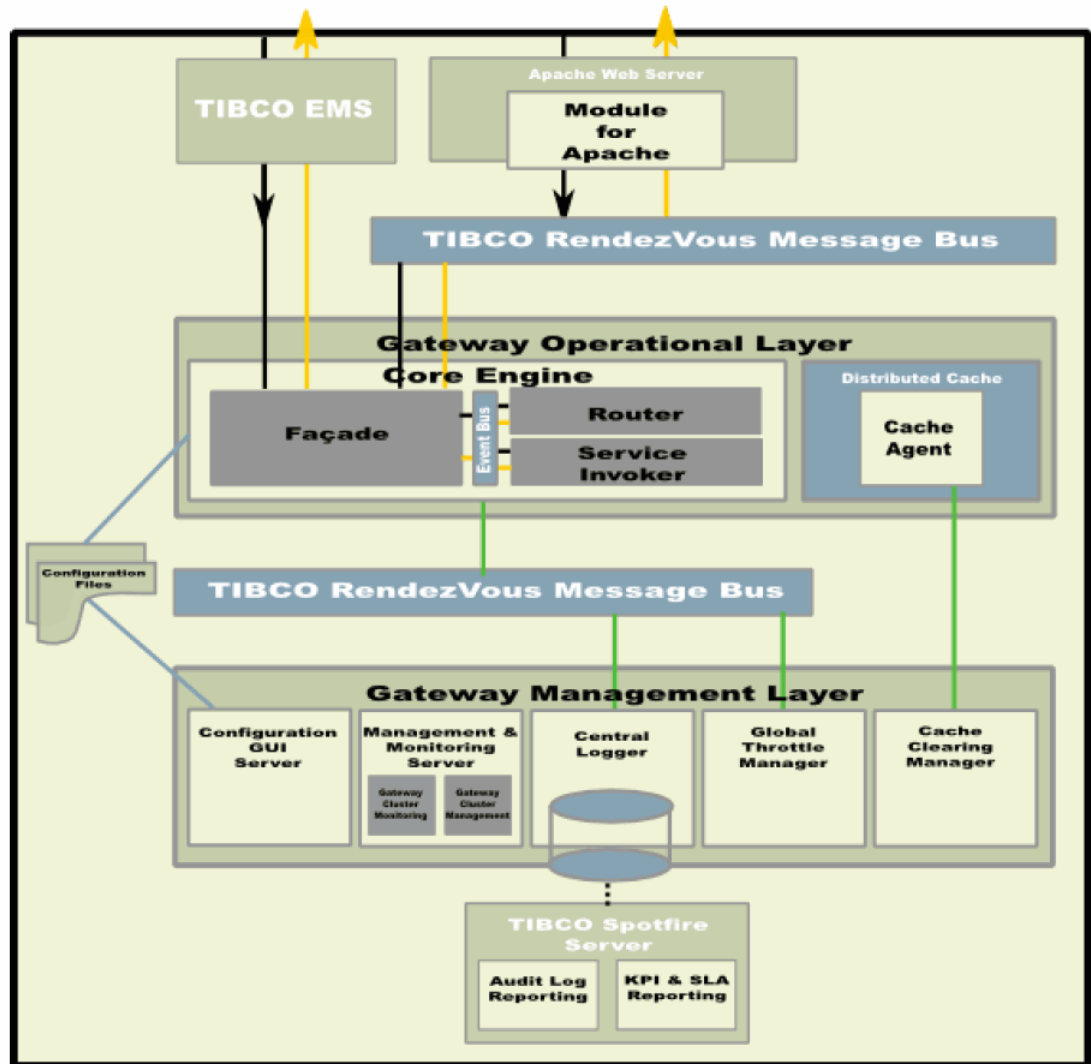 TIBCO EMS
Apache Web Server
Module
for
Apache
TIBCO RendezVous Message Bus
Gateway Operational Layer
Core Engine
Façade
Event Bus
Router
Service
Invoker
Distributed Cache
Cache
Agent
Configuration
Files
TIBCO RendezVous Message Bus
Gateway Management Layer
Configuration
GUI
Server
Management &
Monitoring
Server
Gateway
Cluster
Monitoring
Gateway
Cluster
Management
Central
Logger
Global
Throttle
Manager
Cache
Clearing
Manager
TIBCO Spotfire
Server
Audit Log
Reporting
KPI & SLA
Reporting